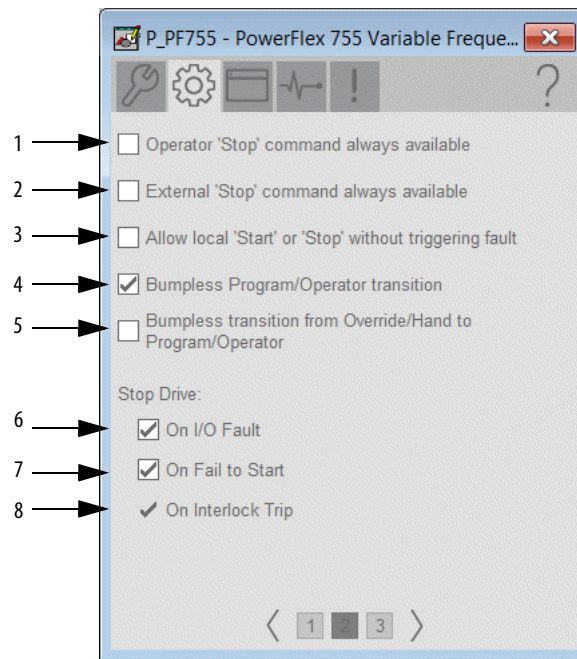 P_PF755 - PowerFlex 755 Variable Freque...
1 Operator 'Stop' command always available
2 External 'Stop' command always available
3 Allow local 'Start' or 'Stop' without triggering fault
4 Bumpless Program/Operator transition
5 Bumpless transition from Override/Hand to
Program/Operator
Stop Drive:
6 On I/O Fault
7 On Fail to Start
8 On Interlock Trip
1 2 3